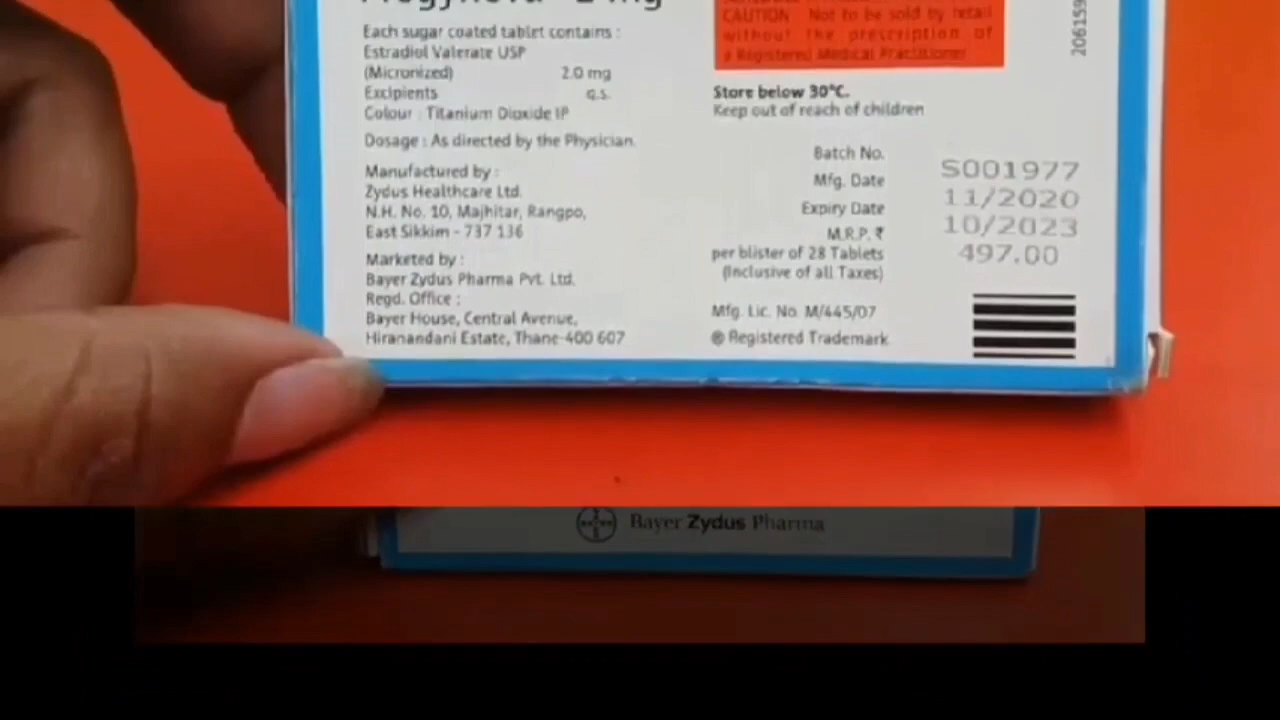 Progynova 2 mg
Each sugar coated tablet contains :
Estradiol Valerate USP
(Micronized) 2.0 mg
Excipients q.s.
Colour : Titanium Dioxide IP
Dosage : As directed by the Physician.
Manufactured by :
Zydus Healthcare Ltd.
N.H. No. 10, Majhitar, Rangpo,
East Sikkim - 737 136
Marketed by :
Bayer Zydus Pharma Pvt. Ltd.
Regd. Office :
Bayer House, Central Avenue,
Hiranandani Estate, Thane-400 607
CAUTION Not to be sold by retail
without the prescription of
a Registered Medical Practitioner
206159
Store below 30°C.
Keep out of reach of children
Batch No. S001977
Mfg. Date 11/2020
Expiry Date 10/2023
M.R.P. ₹ 497.00
per blister of 28 Tablets
(Inclusive of all Taxes)
Mfg. Lic. No. M/445/07
® Registered Trademark
Bayer Zydus Pharma